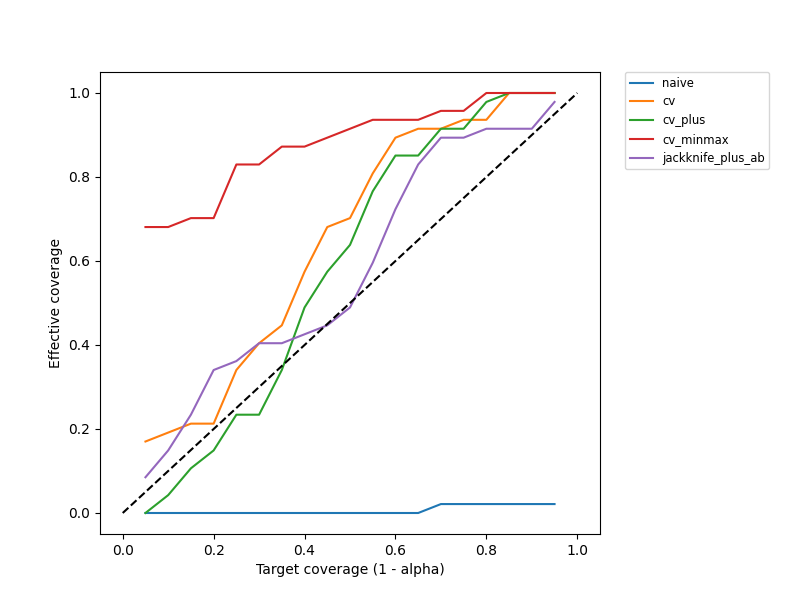 naive
cv
cv_plus
cv_minmax
jackknife_plus_ab
Effective coverage
1.0
0.8
0.6
0.4
0.2
0.0
0.0 0.2 0.4 0.6 0.8 1.0
Target coverage (1 - alpha)